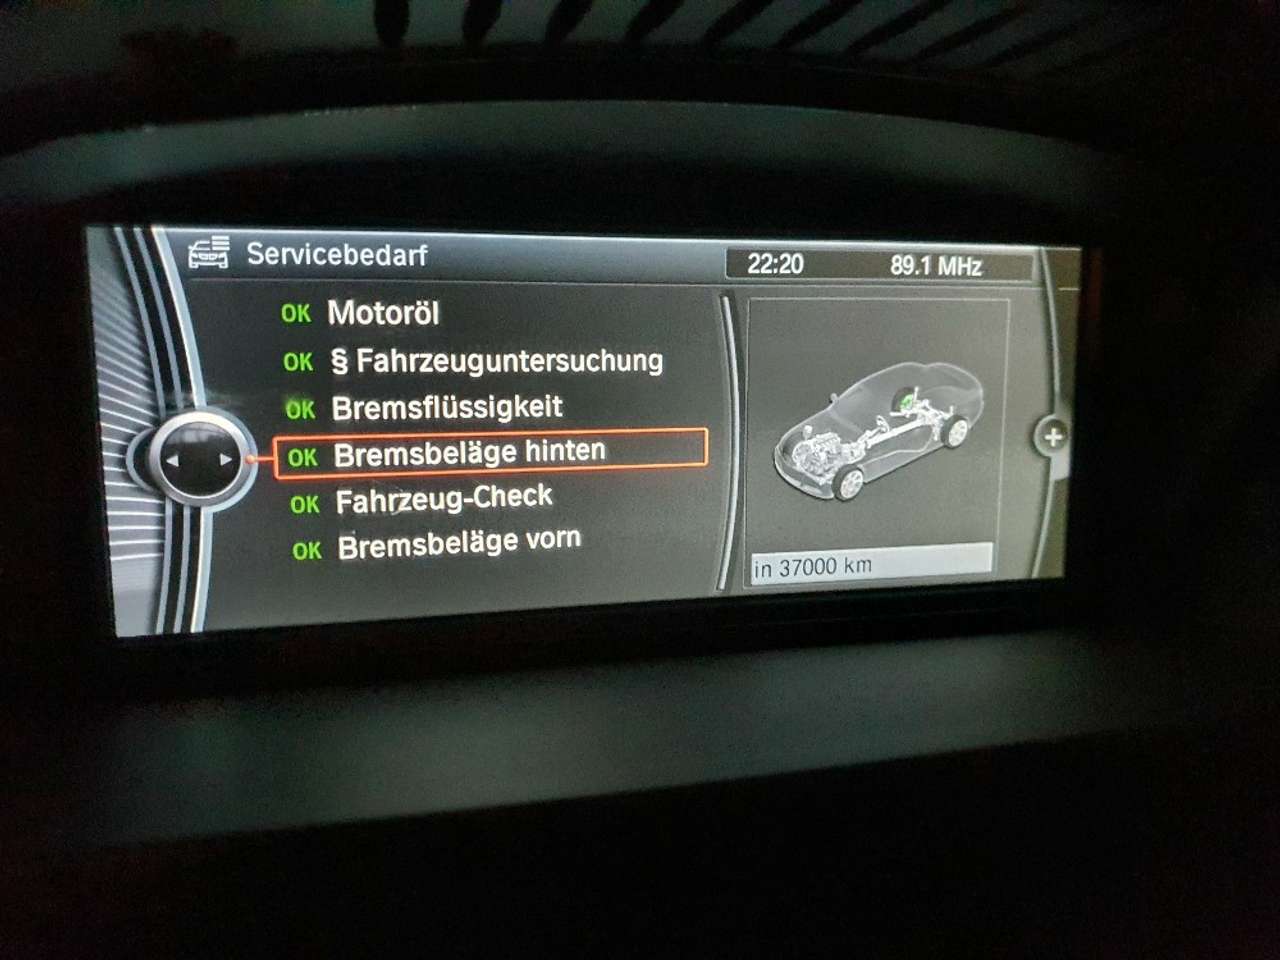 Servicebedarf
22:20 89.1 MHz
OK Motoröl
OK § Fahrzeuguntersuchung
OK Bremsflüssigkeit
OK Bremsbeläge hinten
OK Fahrzeug-Check
OK Bremsbeläge vorn
in 37000 km